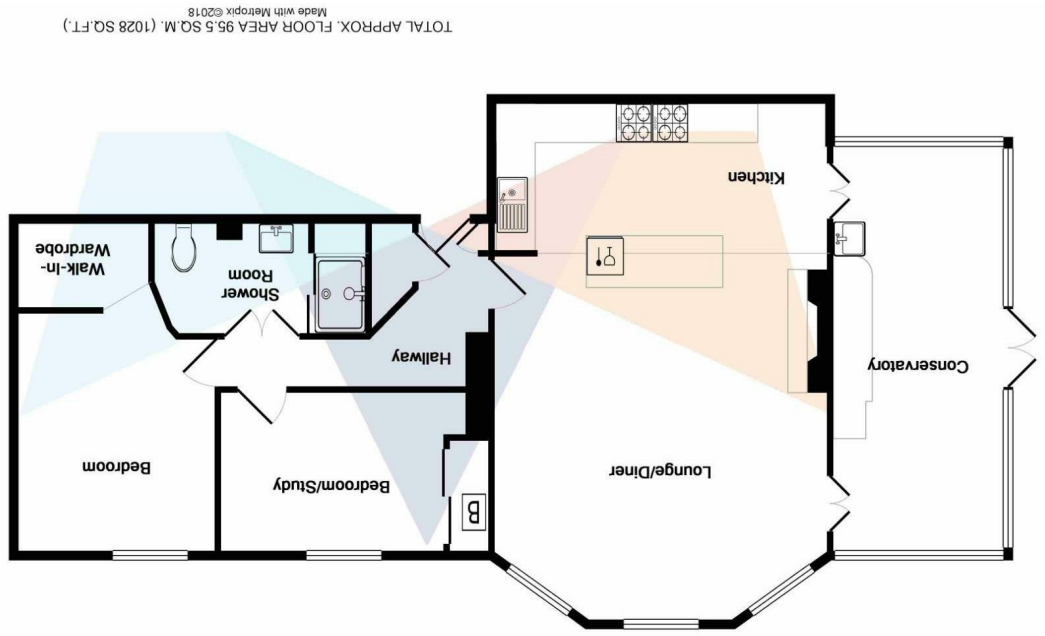 Conservatory
Kitchen
Lounge/Diner
Hallway
Bedroom/Study
B
Bedroom
Shower
Room
Walk-In-
Wardrobe
TOTAL APPROX. FLOOR AREA 95.5 SQ.M. (1028 SQ.FT.)
Made with Metropix ©2018